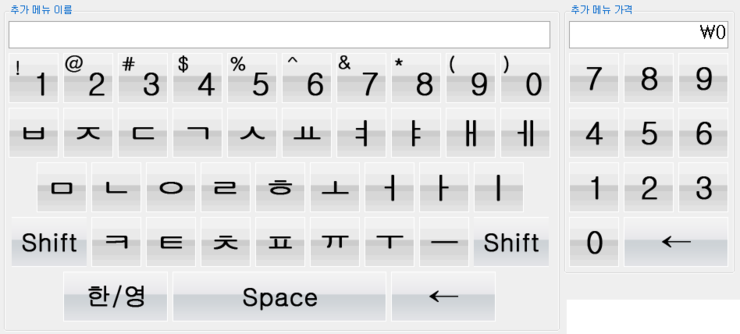 추가 메뉴 이름
! 1 @ 2 # 3 $ 4 % 5 ^ 6 & 7 * 8 ( 9 ) 0
ㅂ ㅈ ㄷ ㄱ ㅅ ㅛ ㅕ ㅑ ㅐ ㅔ
ㅁ ㄴ ㅇ ㄹ ㅎ ㅗ ㅓ ㅏ ㅣ
Shift ㅋ ㅌ ㅊ ㅍ ㅠ ㅜ ㅡ Shift
한/영 Space ←
추가 메뉴 가격
₩0
7 8 9
4 5 6
1 2 3
0 ←